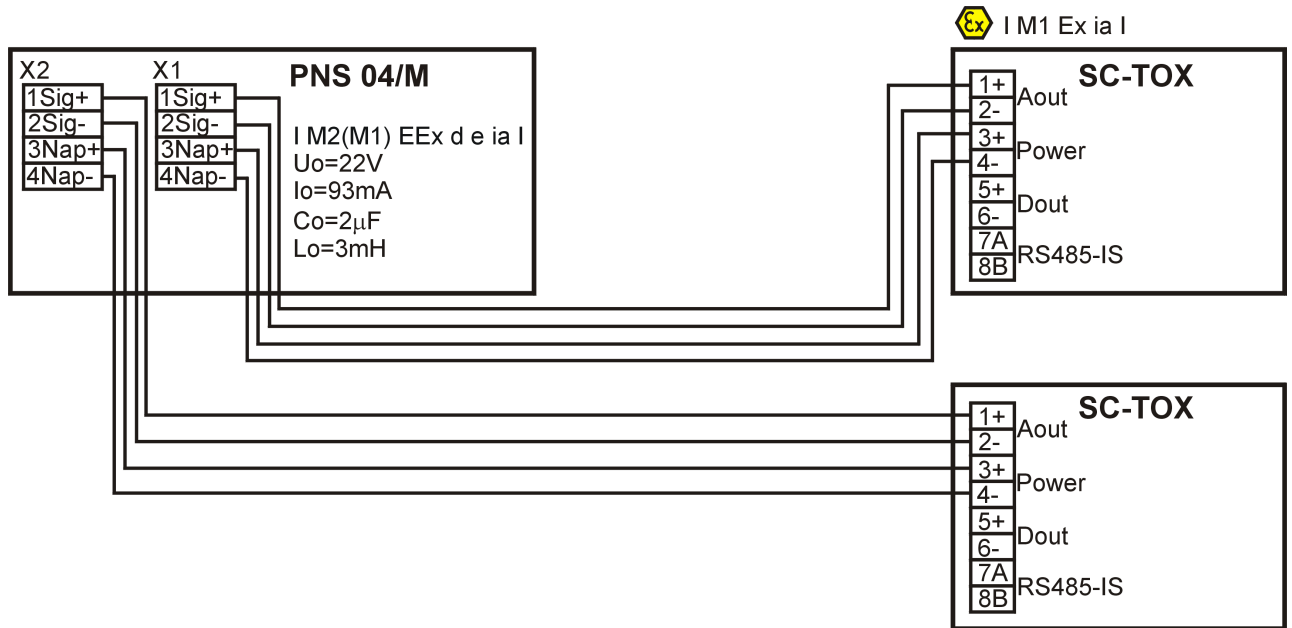 Ex I M1 Ex ia I
X2
1Sig+
2Sig-
3Nap+
4Nap-
X1
1Sig+
2Sig-
3Nap+
4Nap-
PNS 04/M
I M2(M1) EEx d e ia I
Uo=22V
Io=93mA
Co=2μF
Lo=3mH
SC-TOX
1+
2-
Aout
3+
4-
Power
5+
6-
Dout
7A
8B
RS485-IS
SC-TOX
1+
2-
Aout
3+
4-
Power
5+
6-
Dout
7A
8B
RS485-IS